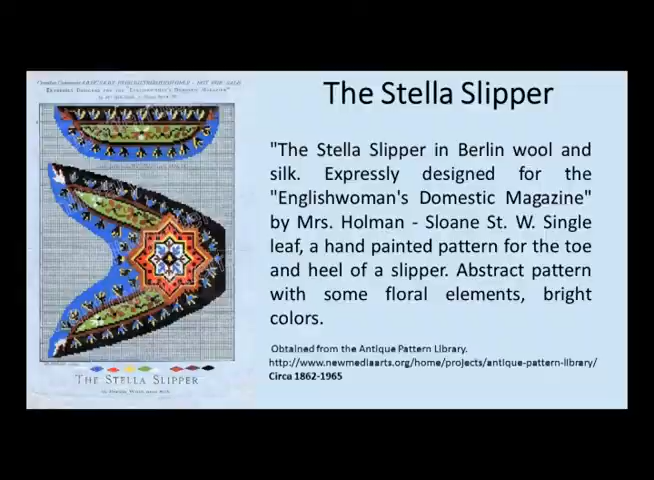 The Stella Slipper
"The Stella Slipper in Berlin wool and
silk. Expressly designed for the
"Englishwoman's Domestic Magazine"
by Mrs. Holman - Sloane St. W. Single
leaf, a hand painted pattern for the toe
and heel of a slipper. Abstract pattern
with some floral elements, bright
colors.
Obtained from the Antique Pattern Library.
http://www.newmediaarts.org/home/projects/antique-pattern-library/
Circa 1862-1965
THE STELLA SLIPPER